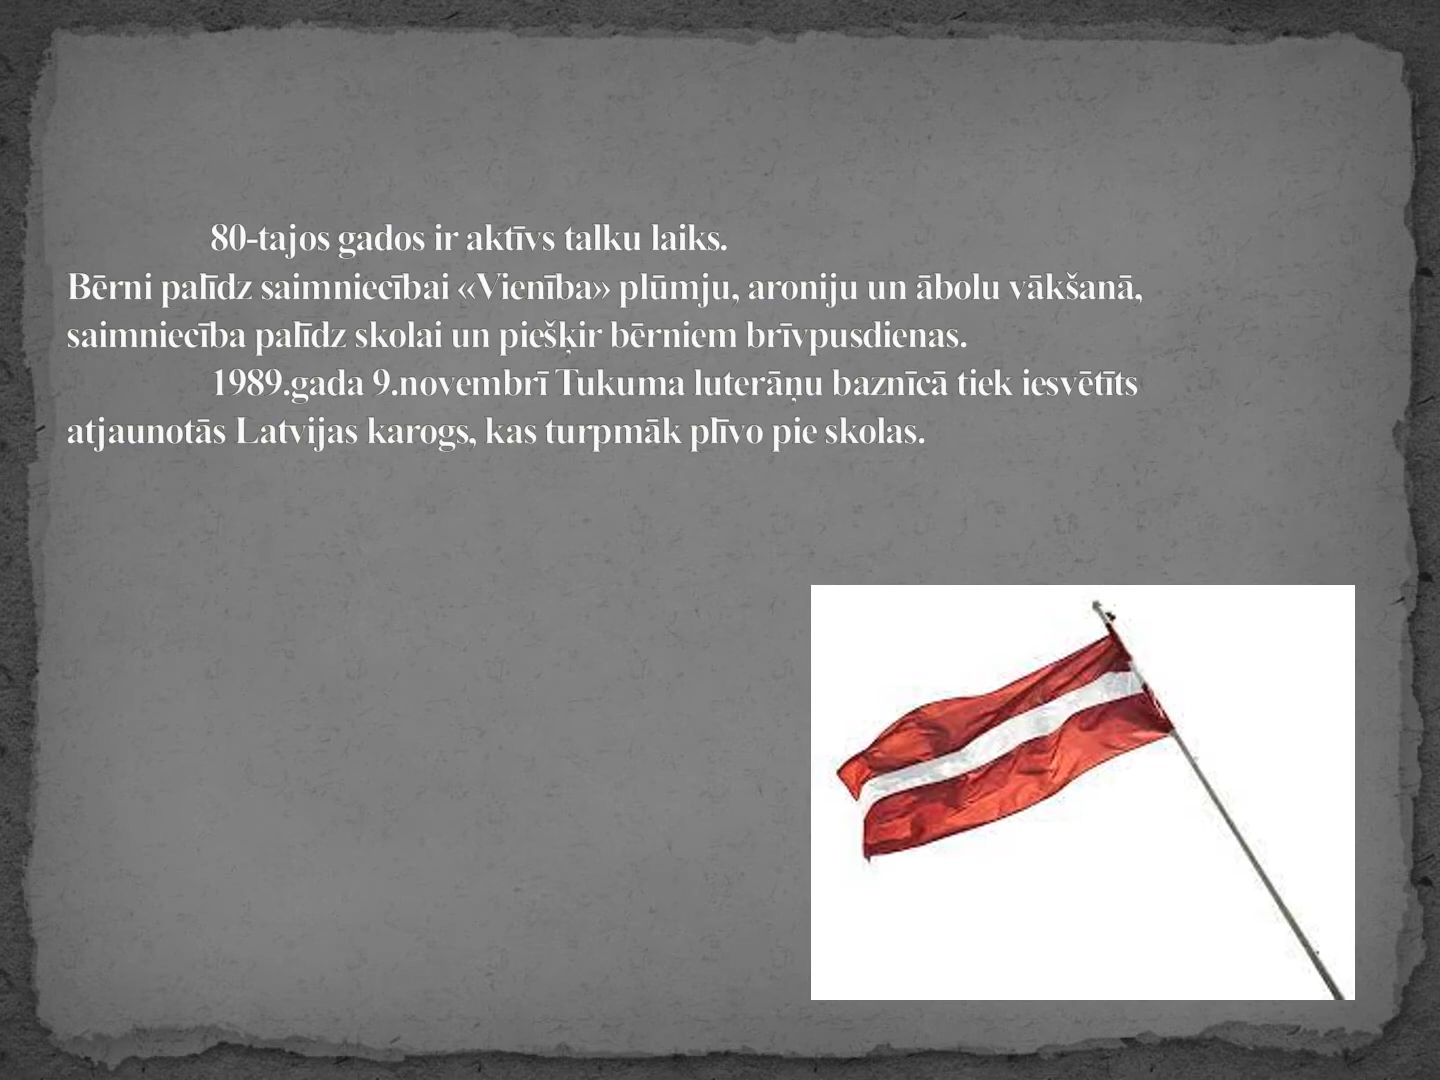 80-tajos gados ir aktīvs talku laiks.
Bērni palīdz saimniecībai «Vienība» plūmju, aroniju un ābolu vākšanā,
saimniecība palīdz skolai un piešķir bērniem brīvpusdienas.
1989.gada 9.novembrī Tukuma luterāņu baznīcā tiek iesvētīts
atjaunotās Latvijas karogs, kas turpmāk plīvo pie skolas.